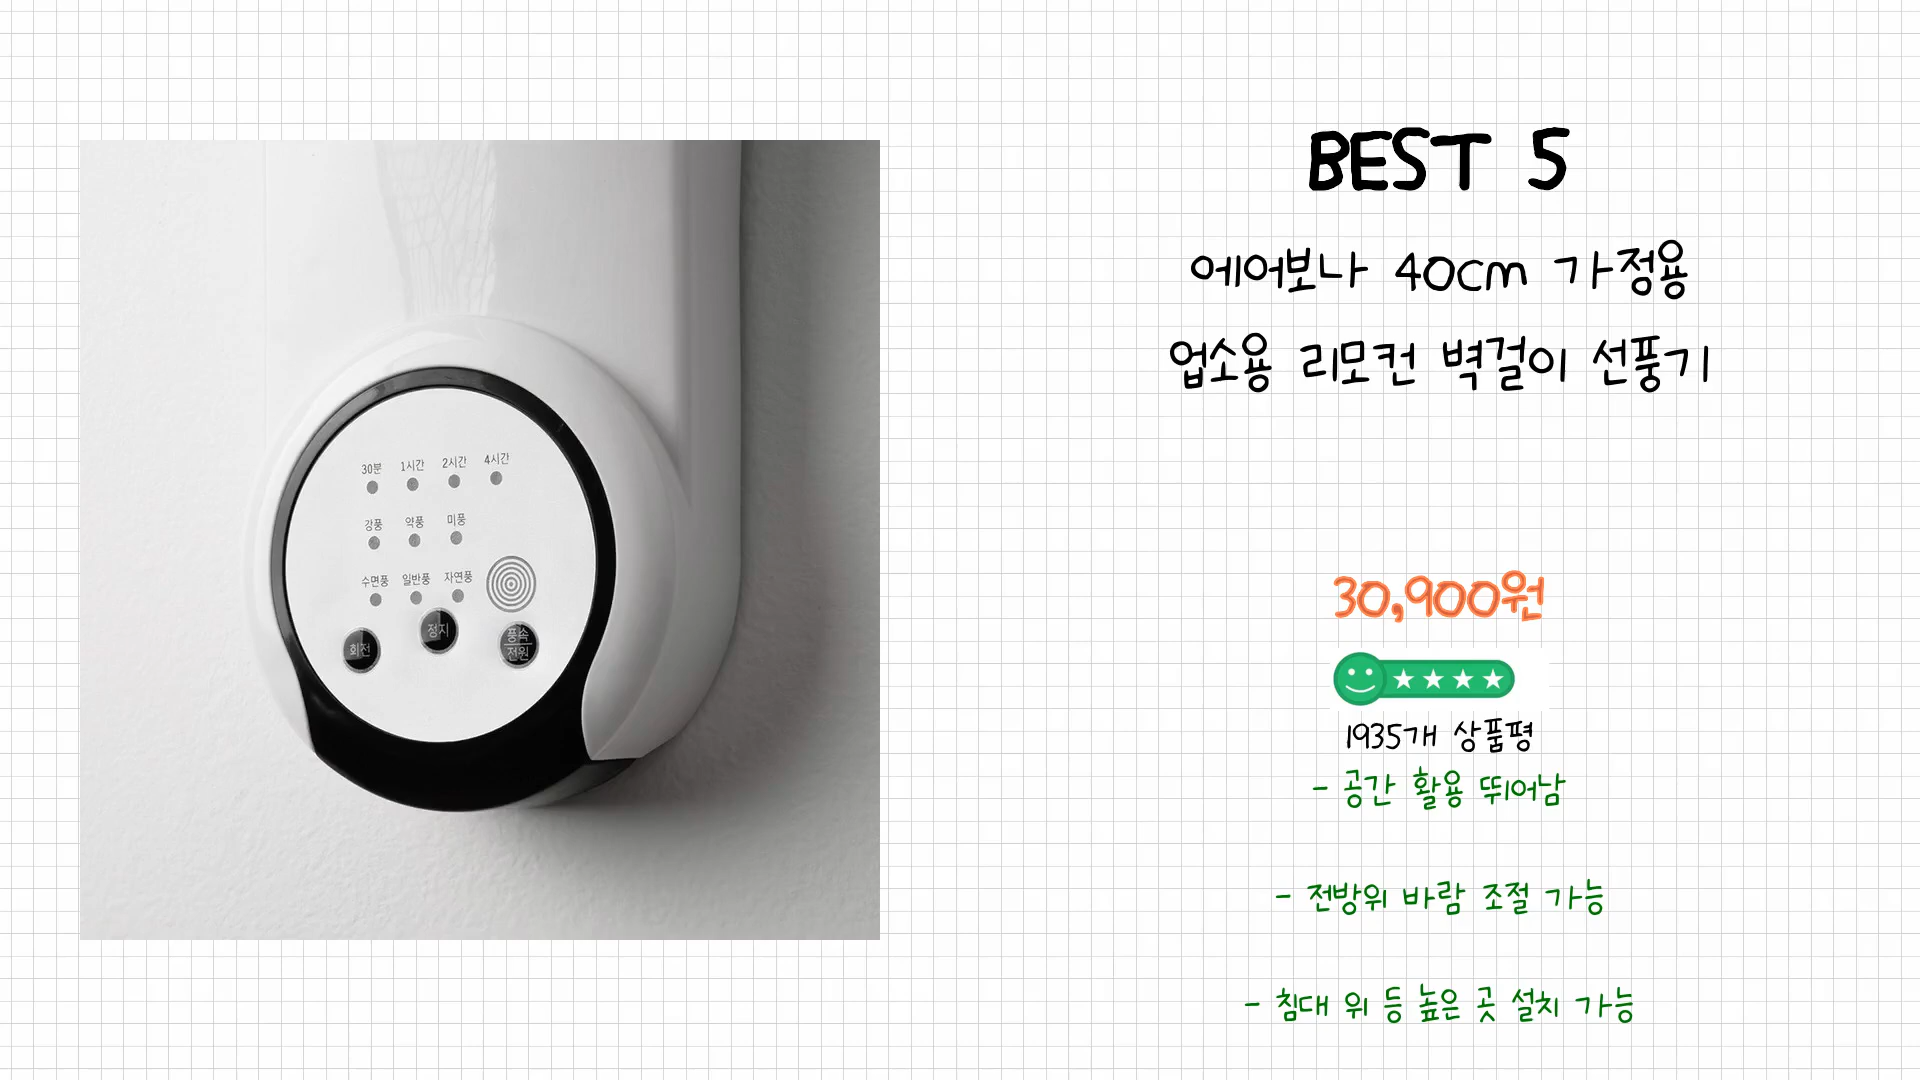 BEST 5
에어보나 40cm 가정용
업소용 리모컨 벽걸이 선풍기
30분 1시간 2시간 4시간
강풍 약풍 미풍
수면풍 일반풍 자연풍
회전 정지 풍속
전원
30,900원
1935개 상품평
- 공간 활용 뛰어남
- 전방위 바람 조절 가능
- 침대 위 등 높은 곳 설치 가능